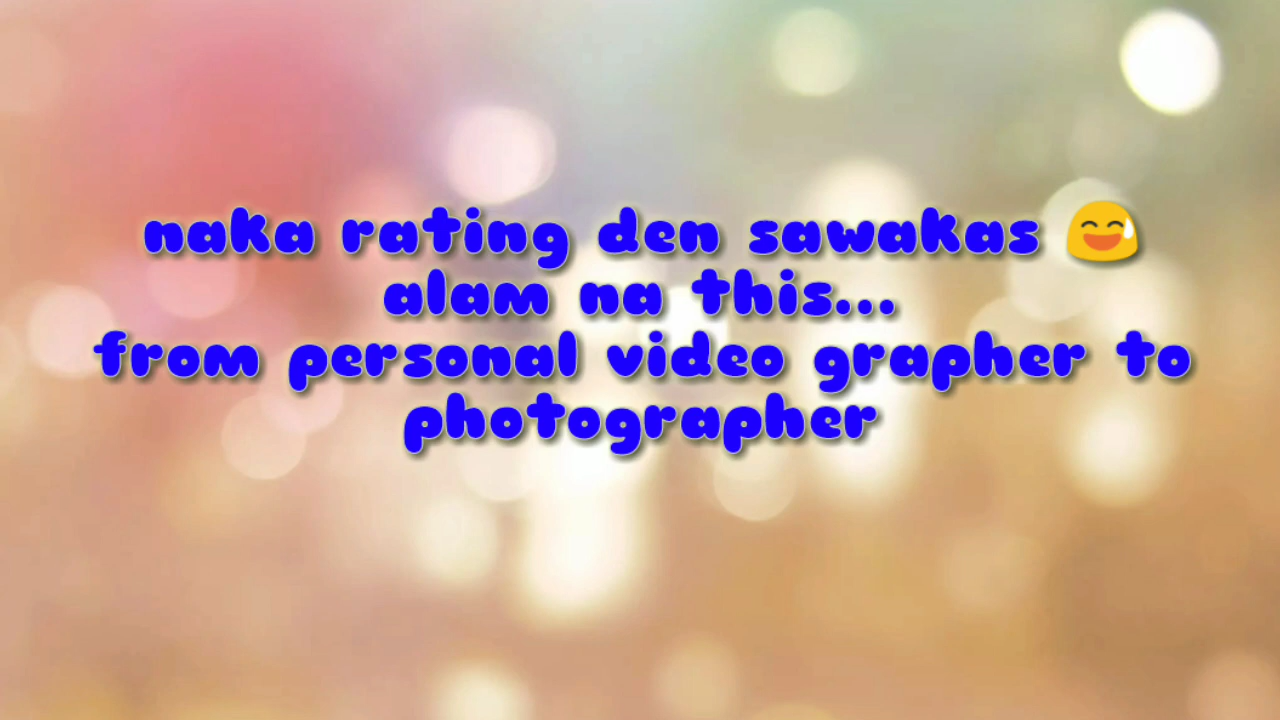 naka rating den sawakas 😅
alam na this...
from personal video grapher to
photographer